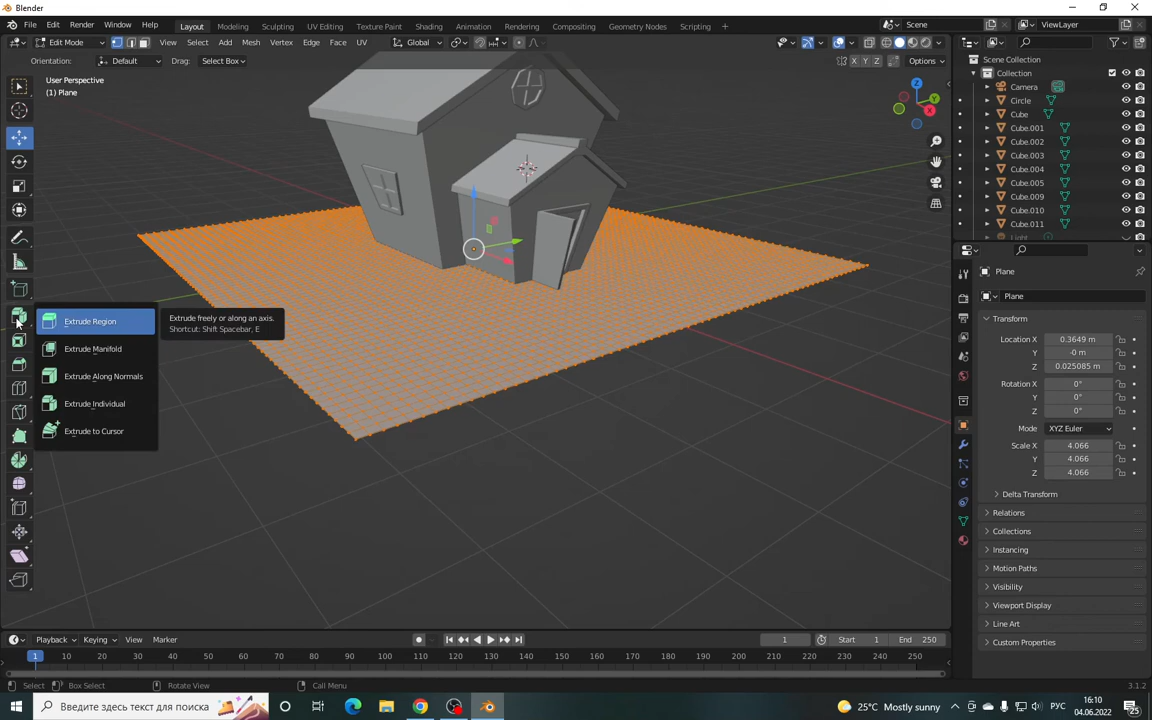 Blender
File Edit Render Window Help Layout Modeling Sculpting UV Editing Texture Paint Shading Animation Rendering Compositing Geometry Nodes Scripting + Scene ViewLayer
Edit Mode View Select Add Mesh Vertex Edge Face UV Global
Orientation: Default Drag: Select Box X Y Z Options
User Perspective
(1) Plane
Z
Y
X
Extrude Region
Extrude Manifold
Extrude Along Normals
Extrude Individual
Extrude to Cursor
Extrude freely or along an axis.
Shortcut: Shift Spacebar, E
Scene Collection
Collection
Camera
Circle
Cube
Cube.001
Cube.002
Cube.003
Cube.004
Cube.005
Cube.009
Cube.010
Cube.011
Light
Plane
Plane
Transform
Location X 0.3649 m
Y -0 m
Z 0.025085 m
Rotation X 0°
Y 0°
Z 0°
Mode XYZ Euler
Scale X 4.066
Y 4.066
Z 4.066
Delta Transform
Relations
Collections
Instancing
Motion Paths
Visibility
Viewport Display
Line Art
Custom Properties
Playback Keying View Marker 1 Start 1 End 250
1 10 20 30 40 50 60 70 80 90 100 110 120 130 140 150 160 170 180 190 200 210 220 230 240 250
Select Box Select Rotate View Call Menu 3.1.2
Введите здесь текст для поиска 25°C Mostly sunny РУС 16:10
04.06.2022 25